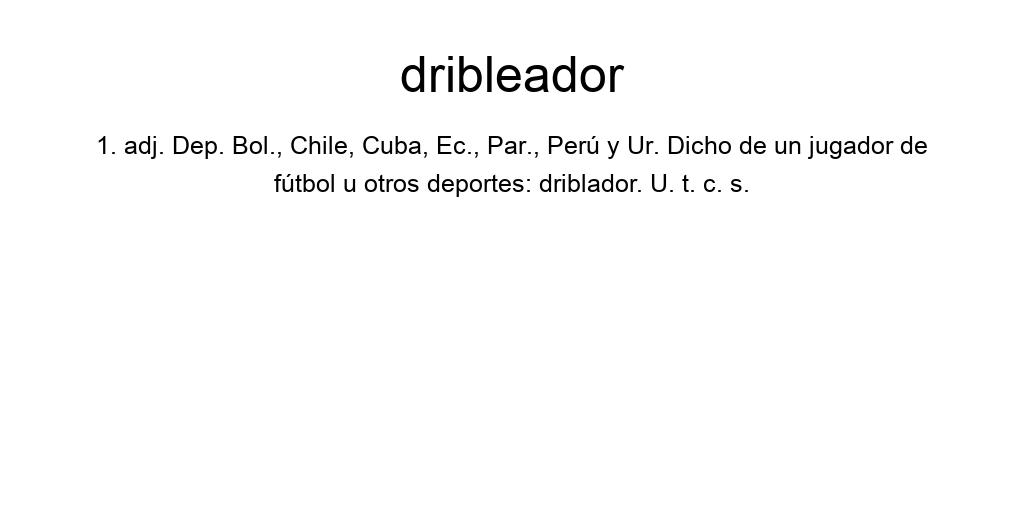 dribleador
1. adj. Dep. Bol., Chile, Cuba, Ec., Par., Perú y Ur. Dicho de un jugador de
fútbol u otros deportes: driblador. U. t. c. s.